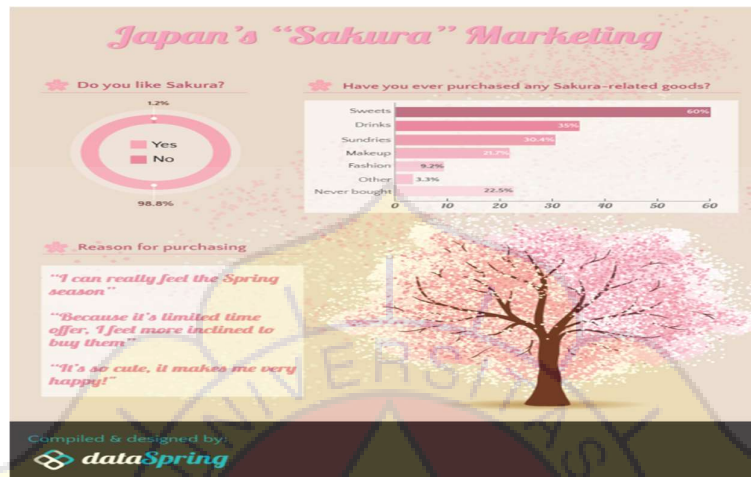 Japan's "Sakura" Marketing
Do you like Sakura?
1.2%
Yes
No
98.8%
Have you ever purchased any Sakura-related goods?
Sweets 60%
Drinks 35%
Sundries 30.4%
Makeup 21.7%
Fashion 9.2%
Other 3.3%
Never bought 22.5%
0 10 20 30 40 50 60
Reason for purchasing
"I can really feel the Spring
season"
"Because it's limited time
offer, I feel more inclined to
buy them"
"It's so cute, it makes me very
happy!"
Compiled & designed by:
dataSpring